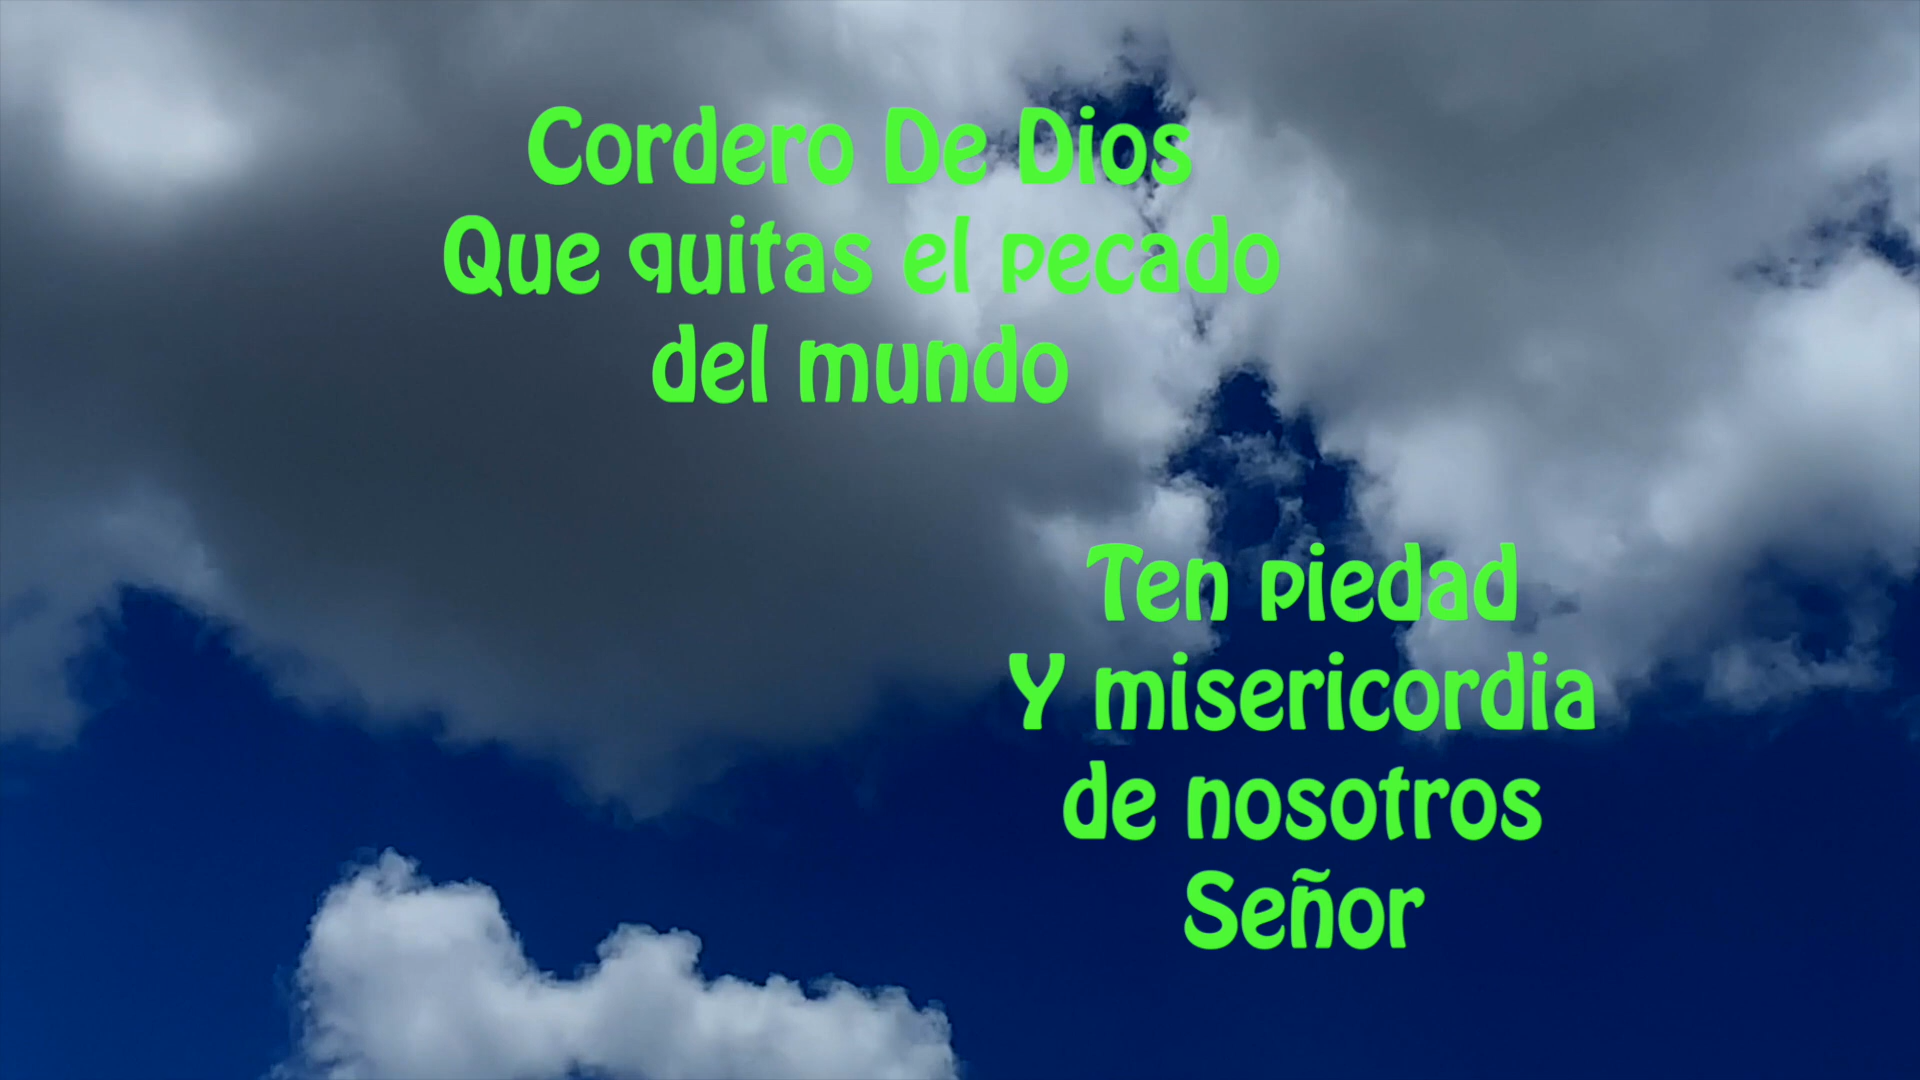 Cordero De Dios
Que quitas el pecado
del mundo
Ten piedad
Y misericordia
de nosotros
Señor